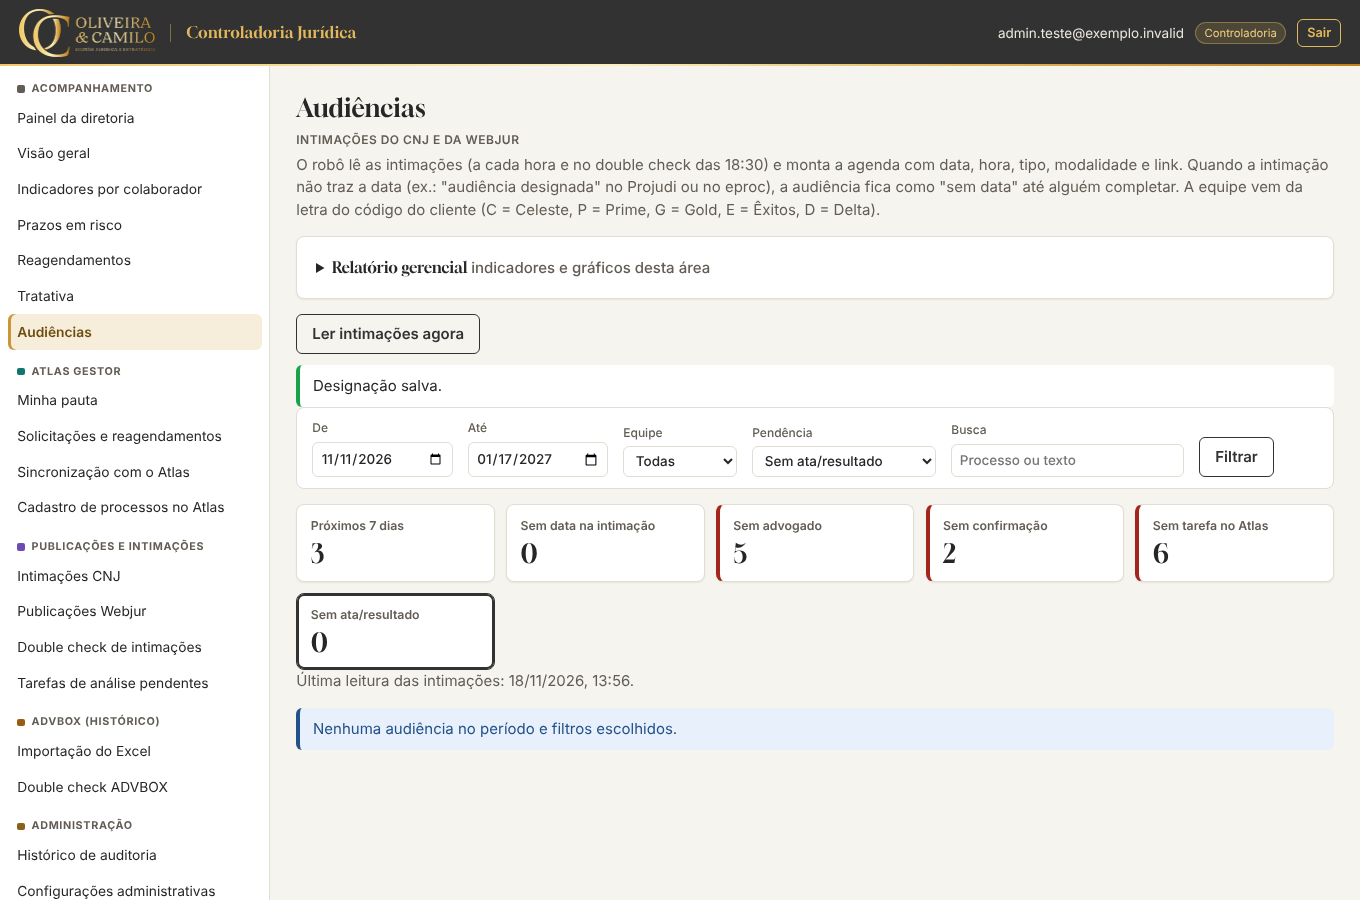 OLIVEIRA
& CAMILO
Controladoria Jurídica
admin.teste@exemplo.invalid
Controladoria
Sair
ACOMPANHAMENTO
Painel da diretoria
Visão geral
Indicadores por colaborador
Prazos em risco
Reagendamentos
Tratativa
Audiências
ATLAS GESTOR
Minha pauta
Solicitações e reagendamentos
Sincronização com o Atlas
Cadastro de processos no Atlas
PUBLICAÇÕES E INTIMAÇÕES
Intimações CNJ
Publicações Webjur
Double check de intimações
Tarefas de análise pendentes
ADVBOX (HISTÓRICO)
Importação do Excel
Double check ADVBOX
ADMINISTRAÇÃO
Histórico de auditoria
Configurações administrativas
Audiências
INTIMAÇÕES DO CNJ E DA WEBJUR
O robô lê as intimações (a cada hora e no double check das 18:30) e monta a agenda com data, hora, tipo, modalidade e link. Quando a intimação
não traz a data (ex.: "audiência designada" no Projudi ou no eproc), a audiência fica como "sem data" até alguém completar. A equipe vem da
letra do código do cliente (C = Celeste, P = Prime, G = Gold, E = Êxitos, D = Delta).
Relatório gerencial indicadores e gráficos desta área
Ler intimações agora
Designação salva.
De
11/11/2026
Até
01/17/2027
Equipe
Todas
Pendência
Sem ata/resultado
Busca
Processo ou texto
Filtrar
Próximos 7 dias
3
Sem data na intimação
0
Sem advogado
5
Sem confirmação
2
Sem tarefa no Atlas
6
Sem ata/resultado
0
Última leitura das intimações: 18/11/2026, 13:56.
Nenhuma audiência no período e filtros escolhidos.